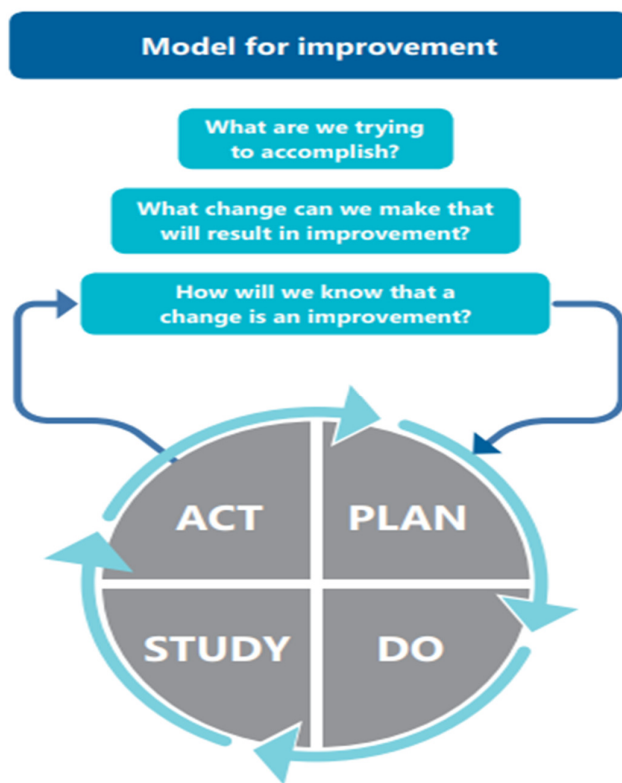 Model for improvement
What are we trying
to accomplish?
What change can we make that
will result in improvement?
How will we know that a
change is an improvement?
ACT
PLAN
STUDY
DO